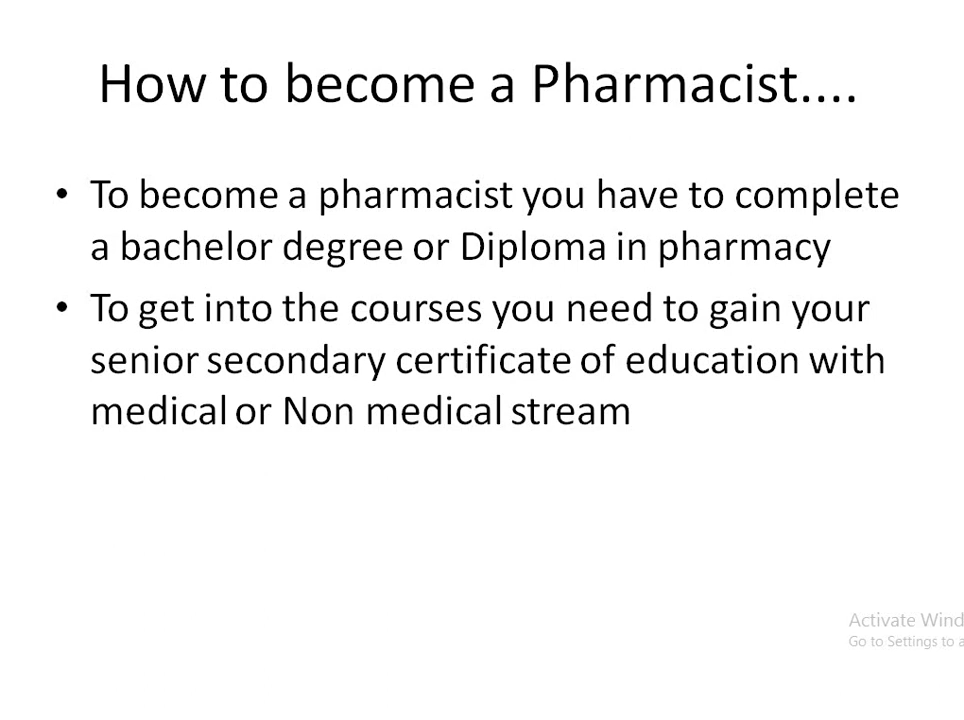 How to become a Pharmacist....
• To become a pharmacist you have to complete
a bachelor degree or Diploma in pharmacy
• To get into the courses you need to gain your
senior secondary certificate of education with
medical or Non medical stream
Activate Wind
Go to Settings to a